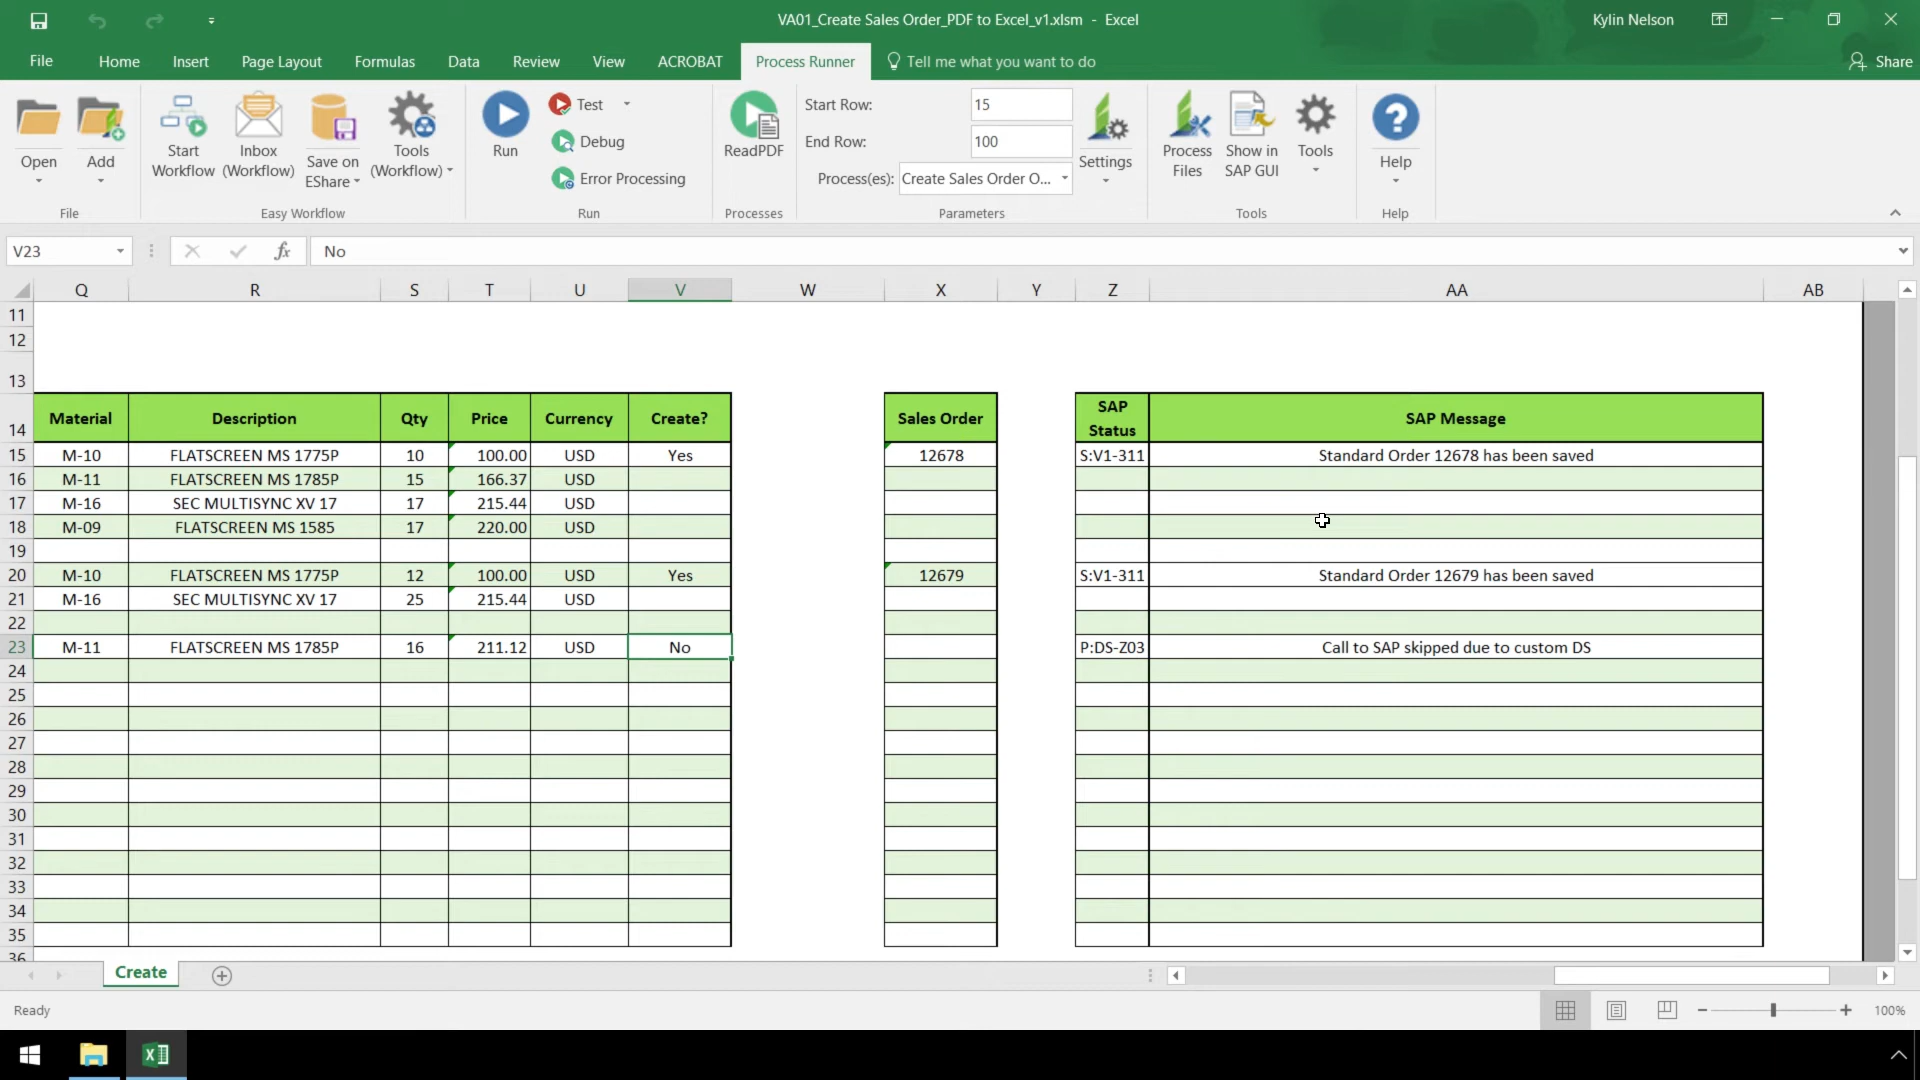 VA01_Create Sales Order_PDF to Excel_v1.xlsm - Excel
Kylin Nelson
File Home Insert Page Layout Formulas Data Review View ACROBAT Process Runner Tell me what you want to do Share
Open
Add
File
Start Workflow
Inbox (Workflow)
Save on EShare
Tools (Workflow)
Easy Workflow
Run
Test
Debug
Error Processing
Run
ReadPDF
Processes
Start Row: 15
End Row: 100
Process(es): Create Sales Order O...
Settings
Parameters
Process Files
Show in SAP GUI
Tools
Tools
Help
Help
V23 fx No
Q R S T U V W X Y Z AA AB
11
12
13
14 Material Description Qty Price Currency Create? Sales Order SAP Status SAP Message
15 M-10 FLATSCREEN MS 1775P 10 100.00 USD Yes 12678 S:V1-311 Standard Order 12678 has been saved
16 M-11 FLATSCREEN MS 1785P 15 166.37 USD
17 M-16 SEC MULTISYNC XV 17 17 215.44 USD
18 M-09 FLATSCREEN MS 1585 17 220.00 USD
19
20 M-10 FLATSCREEN MS 1775P 12 100.00 USD Yes 12679 S:V1-311 Standard Order 12679 has been saved
21 M-16 SEC MULTISYNC XV 17 25 215.44 USD
22
23 M-11 FLATSCREEN MS 1785P 16 211.12 USD No P:DS-Z03 Call to SAP skipped due to custom DS
24
25
26
27
28
29
30
31
32
33
34
35
36
Create
Ready
100%